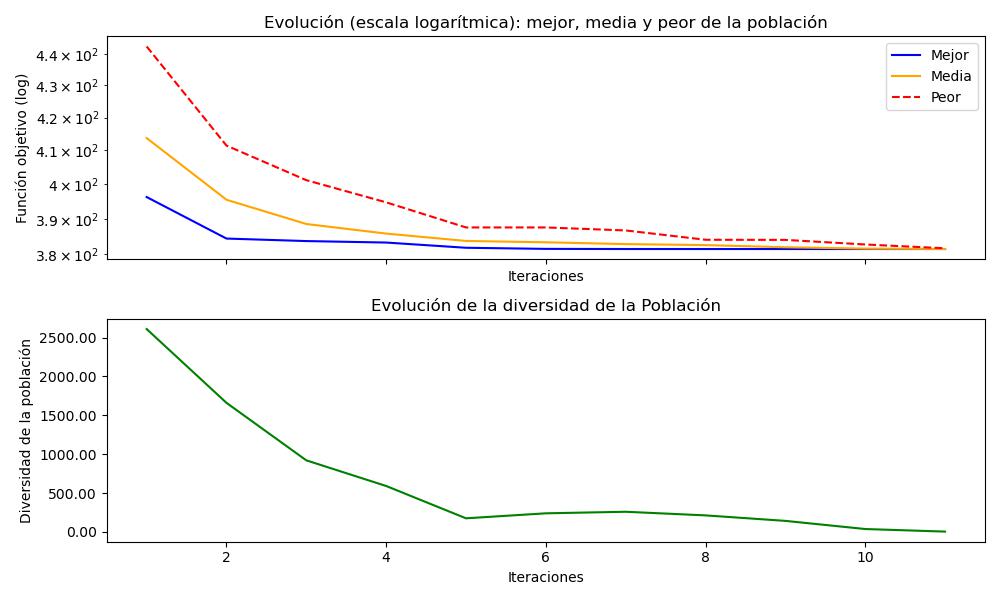 Evolución (escala logarítmica): mejor, media y peor de la población
Función objetivo (log)
4.4 × 10²
4.3 × 10²
4.2 × 10²
4.1 × 10²
4 × 10²
3.9 × 10²
3.8 × 10²
Mejor
Media
Peor
Iteraciones
Evolución de la diversidad de la Población
Diversidad de la población
2500.00
2000.00
1500.00
1000.00
500.00
0.00
2 4 6 8 10
Iteraciones